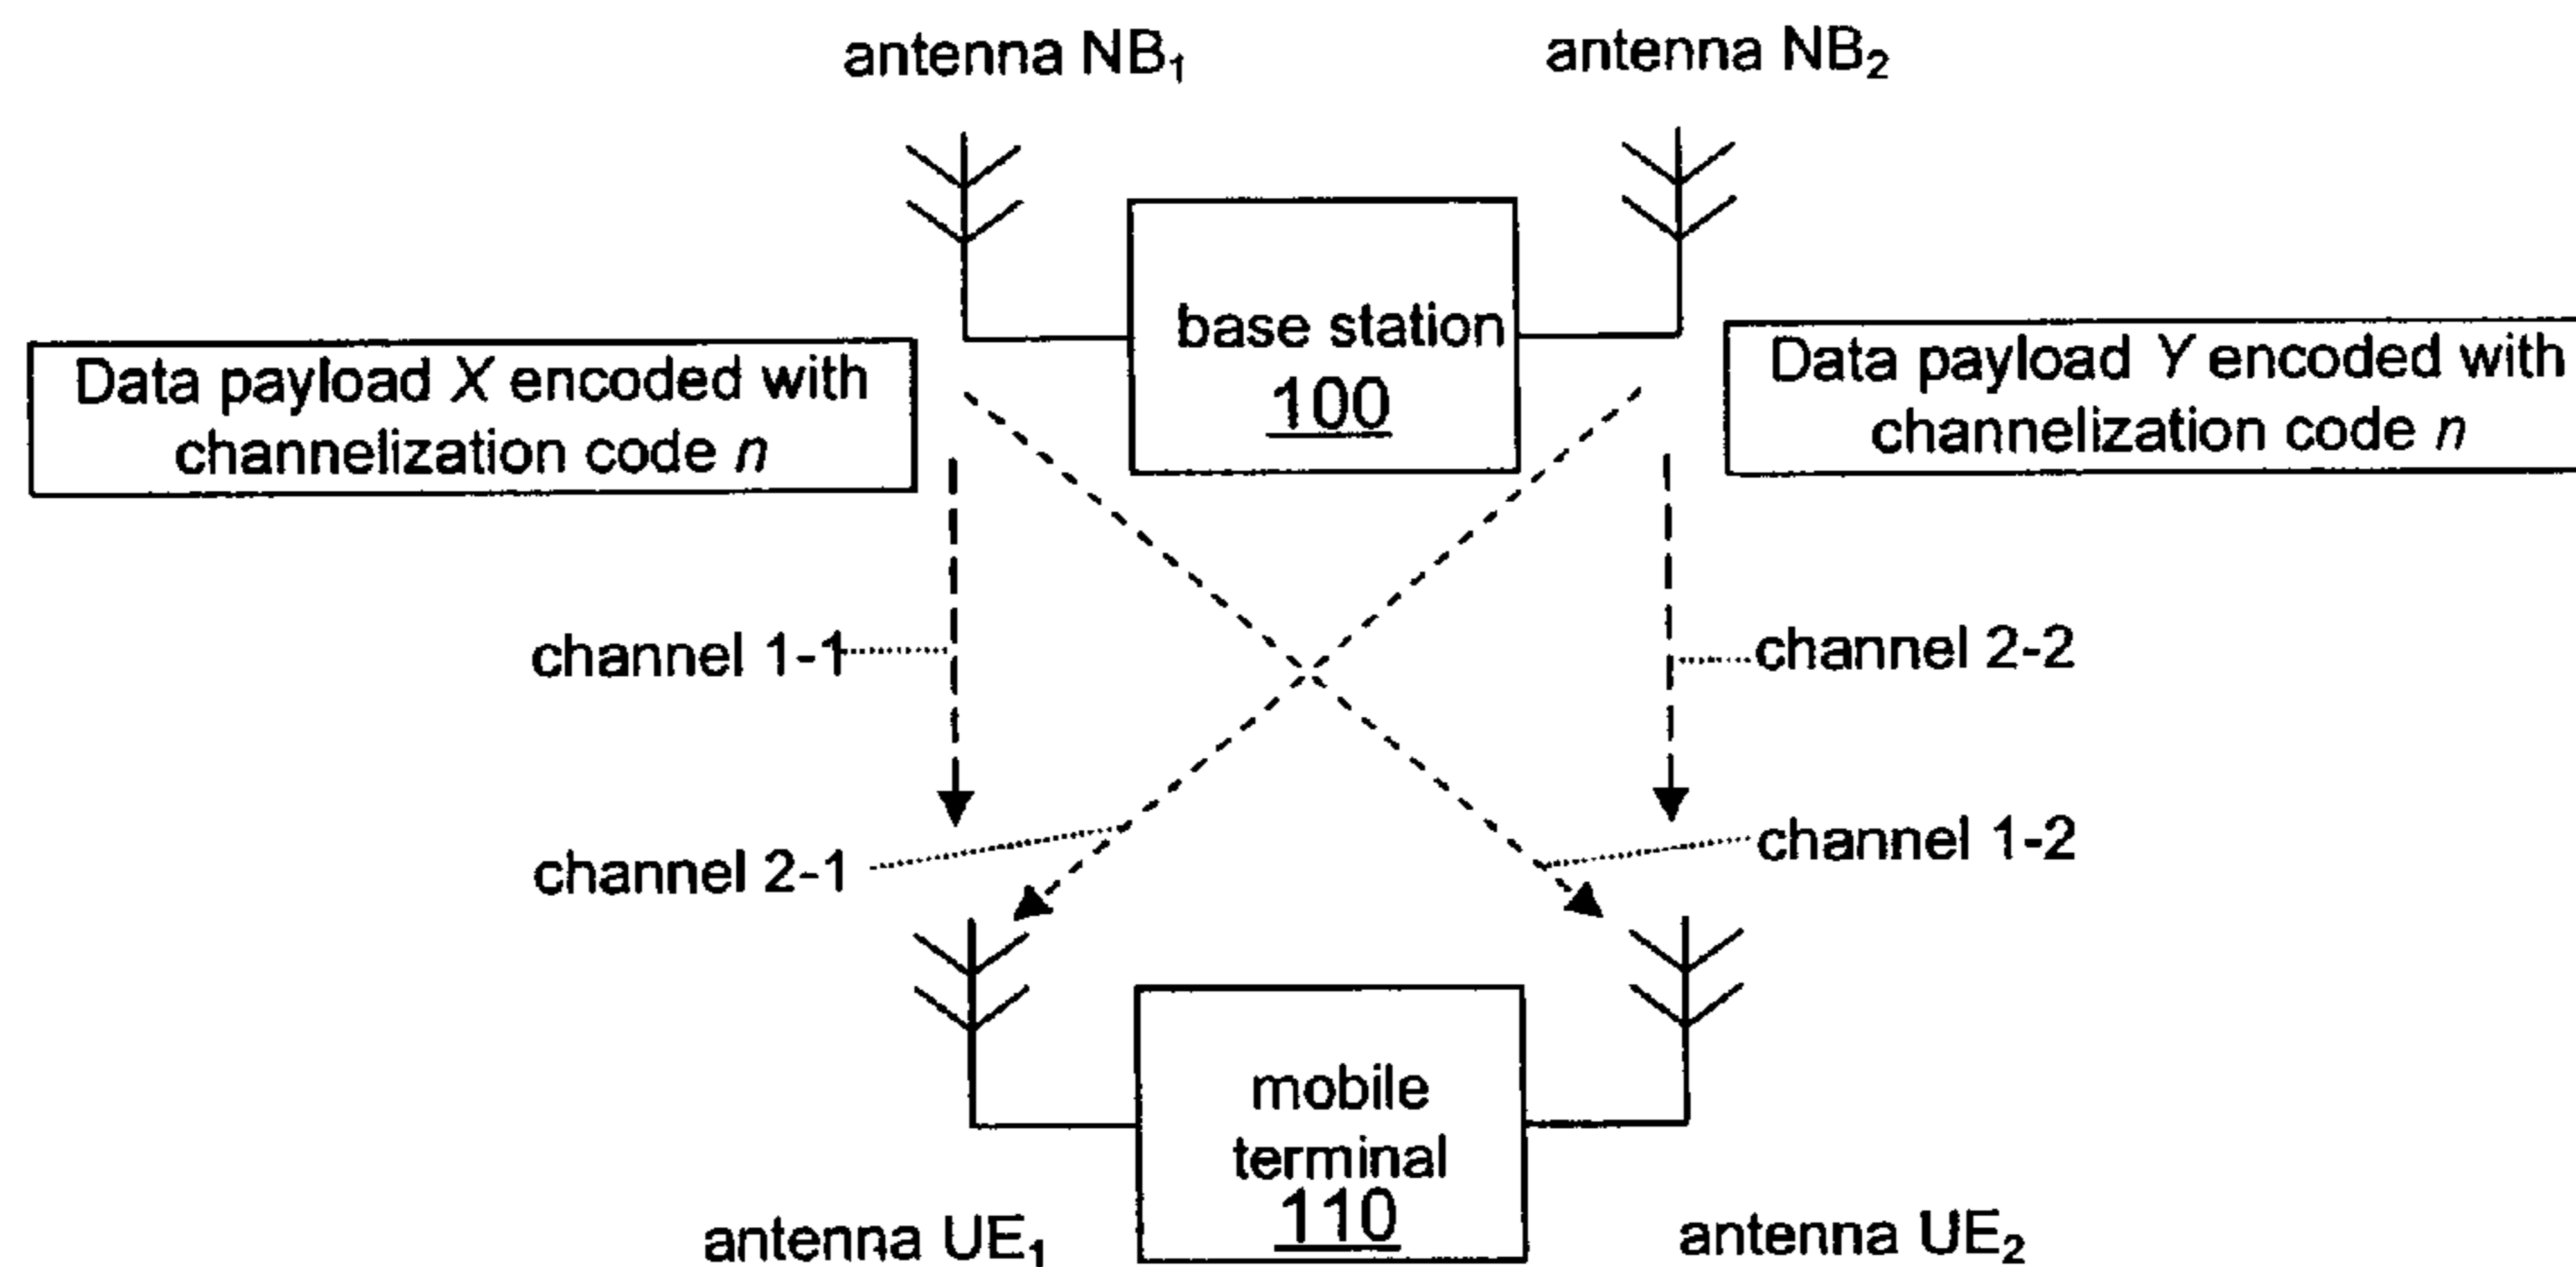 antenna NB₁
antenna NB₂
base station
100
Data payload X encoded with
channelization code n
Data payload Y encoded with
channelization code n
channel 1-1
channel 2-2
channel 2-1
channel 1-2
mobile
terminal
110
antenna UE₁
antenna UE₂